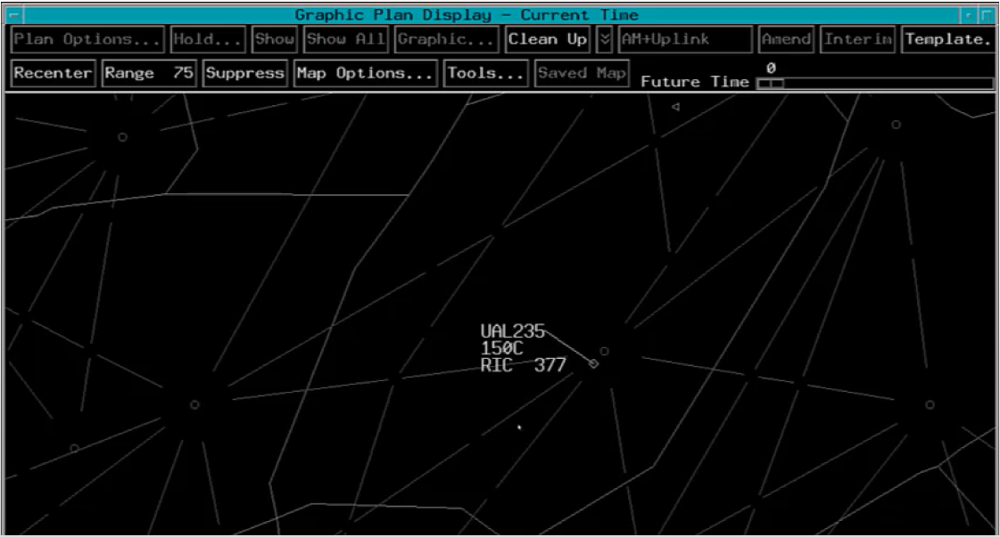 Graphic Plan Display - Current Time
Plan Options... Hold... Show Show All Graphic... Clean Up AM+Uplink Amend Interim Template.
Recenter Range 75 Suppress Map Options... Tools... Saved Map Future Time 0
UAL235
150C
RIC 377